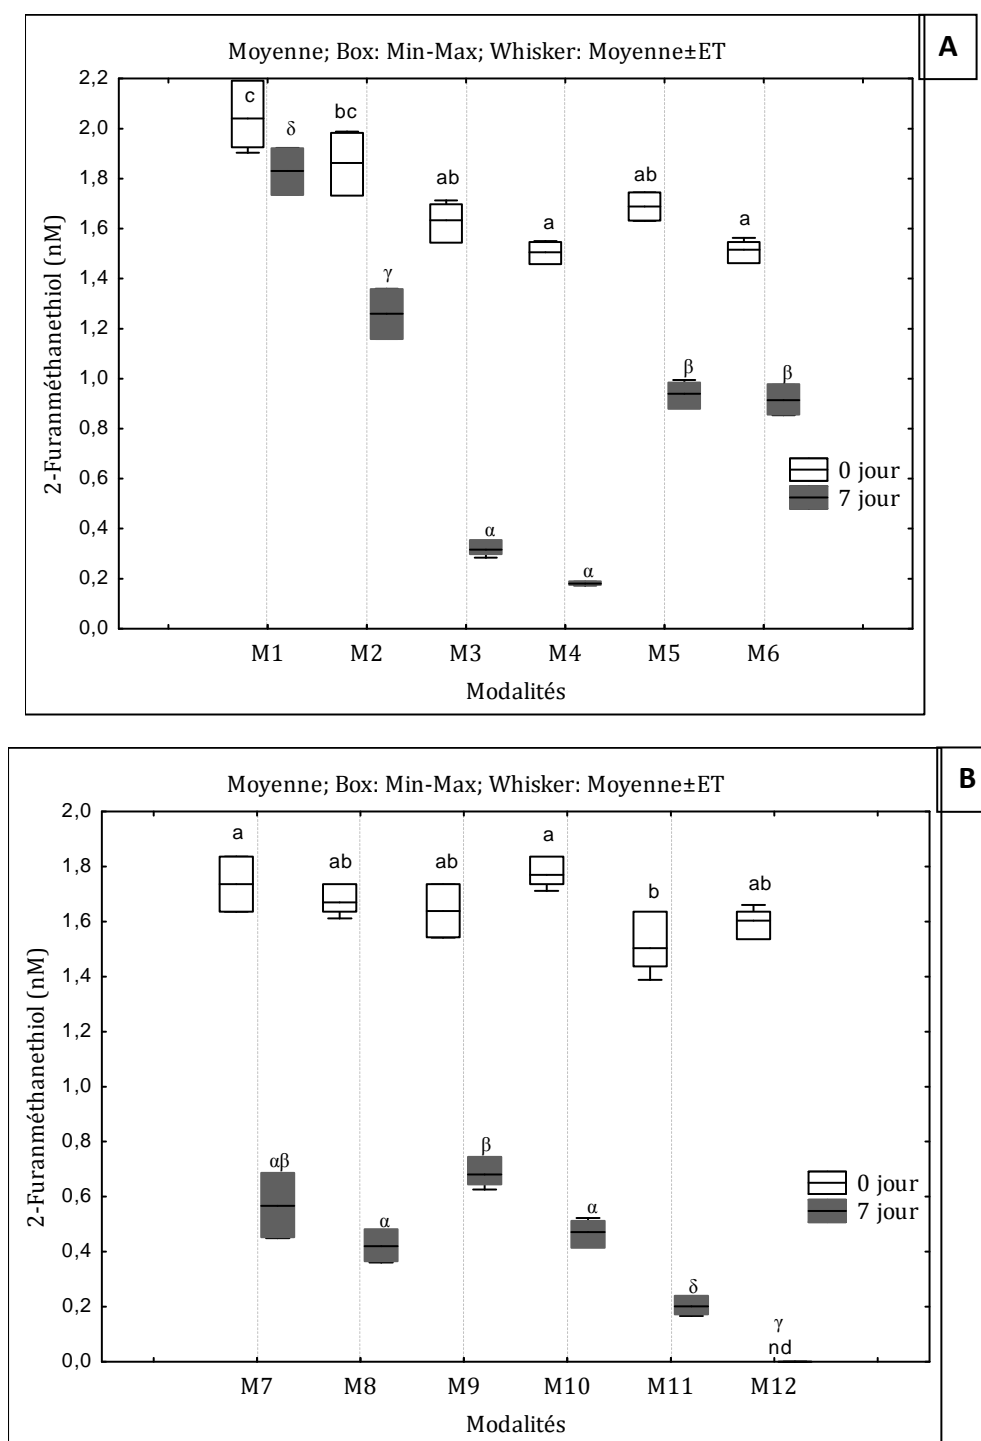 A
Moyenne; Box: Min-Max; Whisker: Moyenne±ET
2,2
2,0
1,8
1,6
1,4
1,2
1,0
0,8
0,6
0,4
0,2
0,0
2-Furanméthanethiol (nM)
c
δ
bc
γ
ab
α
a
α
ab
β
a
β
0 jour
7 jour
M1 M2 M3 M4 M5 M6
Modalités
B
Moyenne; Box: Min-Max; Whisker: Moyenne±ET
2,0
1,8
1,6
1,4
1,2
1,0
0,8
0,6
0,4
0,2
0,0
2-Furanméthanethiol (nM)
a
αβ
ab
α
ab
β
a
α
b
δ
ab
γ
nd
0 jour
7 jour
M7 M8 M9 M10 M11 M12
Modalités